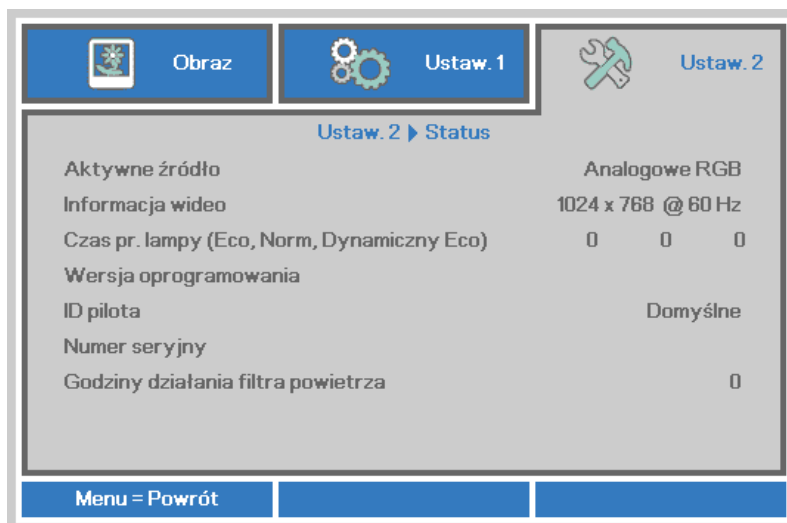 Obraz
Ustaw. 1
Ustaw. 2
Ustaw. 2 Status
Aktywne źródło Analogowe RGB
Informacja wideo 1024 x 768 @ 60 Hz
Czas pr. lampy (Eco, Norm, Dynamiczny Eco) 0 0 0
Wersja oprogramowania
ID pilota Domyślne
Numer seryjny
Godziny działania filtra powietrza 0
Menu = Powrót